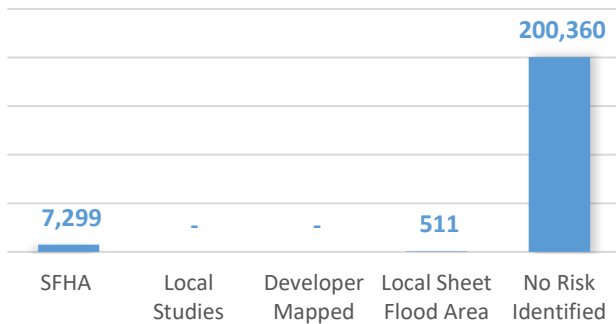 200,360
7,299
-
-
511
SFHA
Local
Studies
Developer
Mapped
Local Sheet
Flood Area
No Risk
Identified